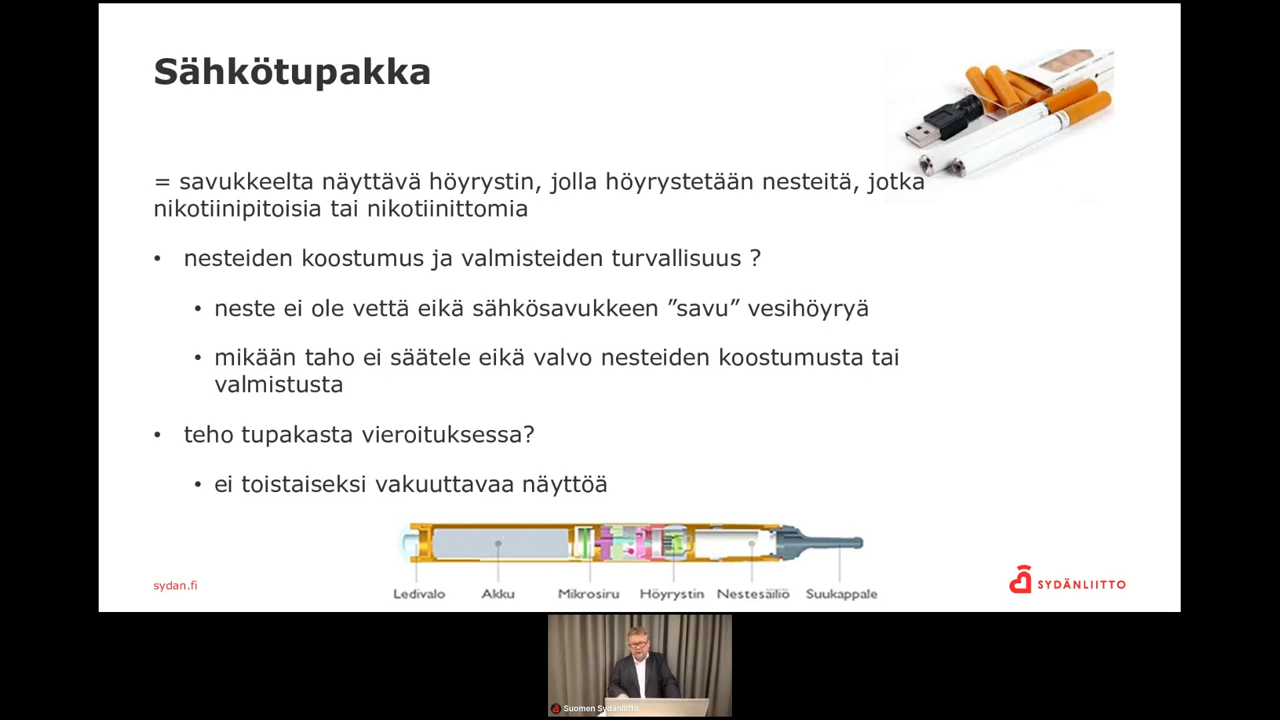 Sähkötupakka
= savukkeelta näyttävä höyrystin, jolla höyrystetään nesteitä, jotka
nikotiinipitoisia tai nikotiinittomia
• nesteiden koostumus ja valmisteiden turvallisuus ?
• neste ei ole vettä eikä sähkösavukkeen ”savu” vesihöyryä
• mikään taho ei säätele eikä valvo nesteiden koostumusta tai
valmistusta
• teho tupakasta vieroituksessa?
• ei toistaiseksi vakuuttavaa näyttöä
Ledivalo Akku Mikrosiru Höyrystin Nestesäiliö Suukappale
sydan.fi
SYDÄNLIITTO
Suomen Sydänliitto